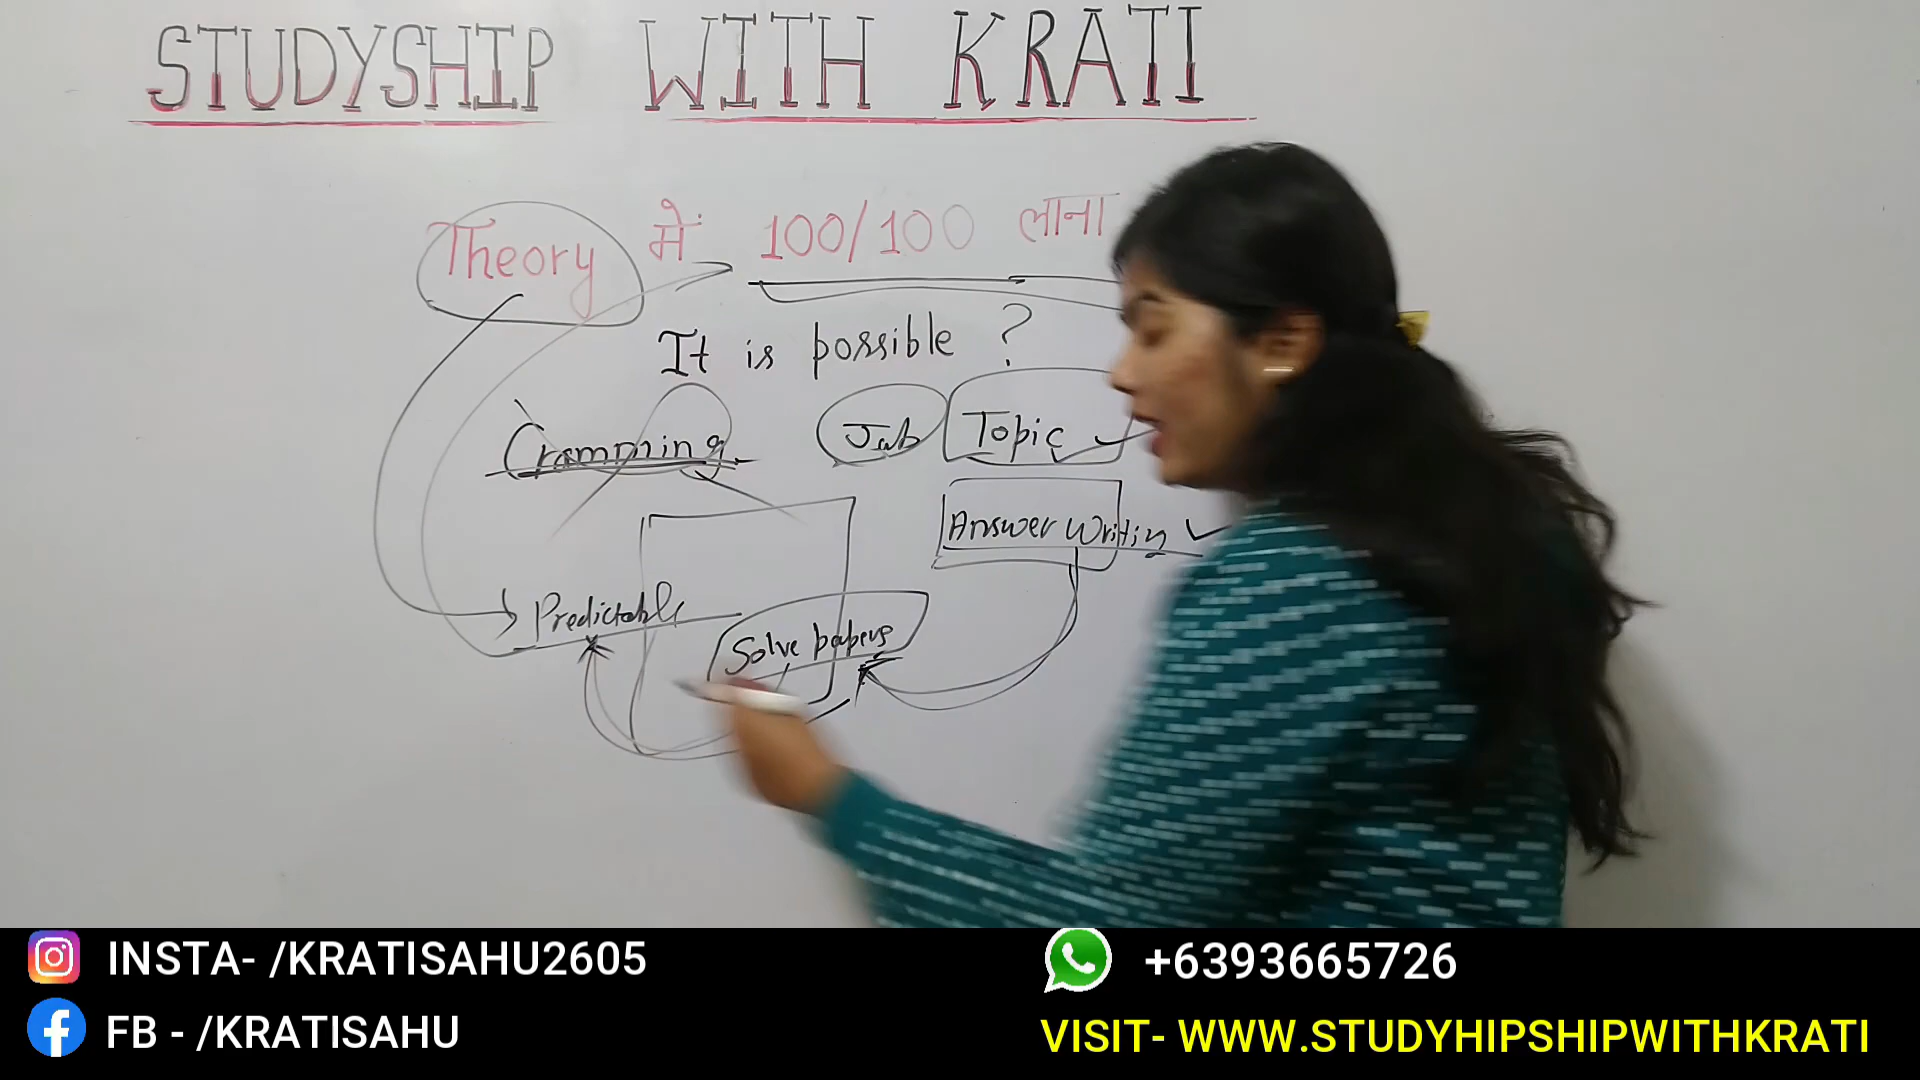 STUDYSHIP WITH KRATI
Theory में 100/100 लाना
It is possible ?
Cramming Jab Topic
Answer Writing
Predictable
Solve papers
INSTA- /KRATISAHU2605
+6393665726
FB - /KRATISAHU
VISIT- WWW.STUDYHIPSHIPWITHKRATI